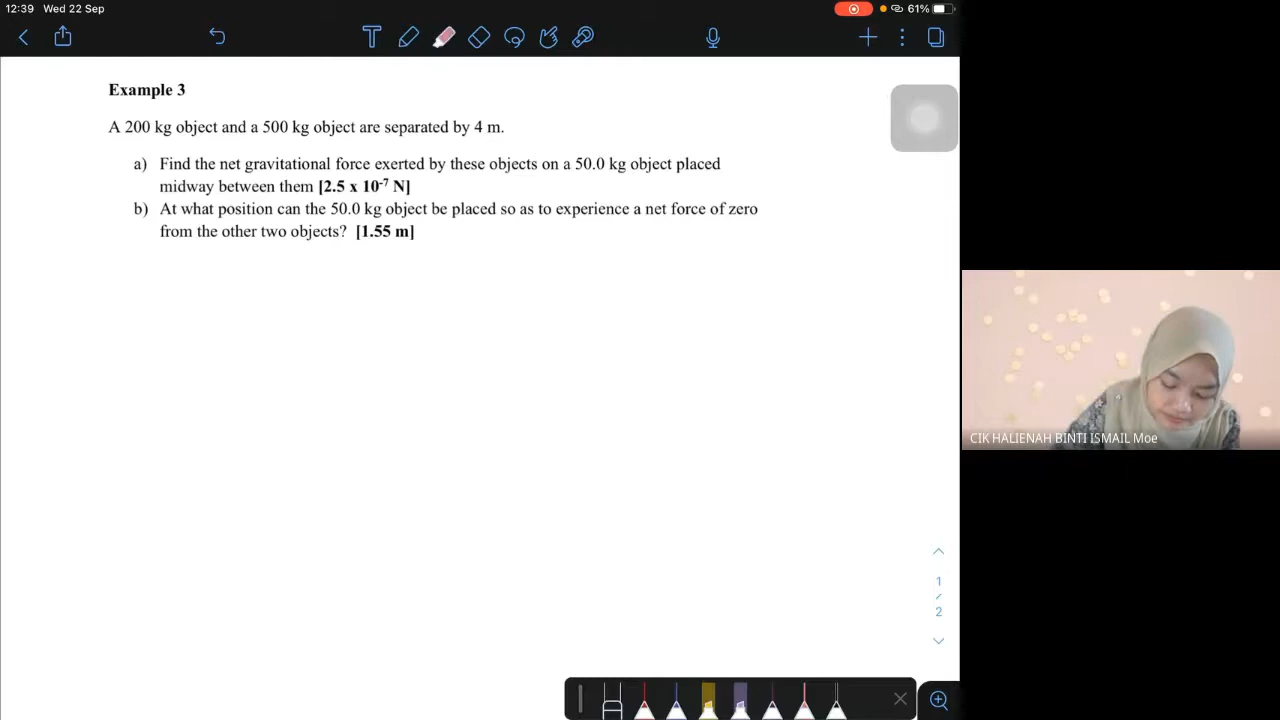 12:39 Wed 22 Sep
61%
T
Example 3
A 200 kg object and a 500 kg object are separated by 4 m.
a) Find the net gravitational force exerted by these objects on a 50.0 kg object placed
midway between them [2.5 x 10⁻⁷ N]
b) At what position can the 50.0 kg object be placed so as to experience a net force of zero
from the other two objects? [1.55 m]
CIK HALIENAH BINTI ISMAIL Moe
1
/
2